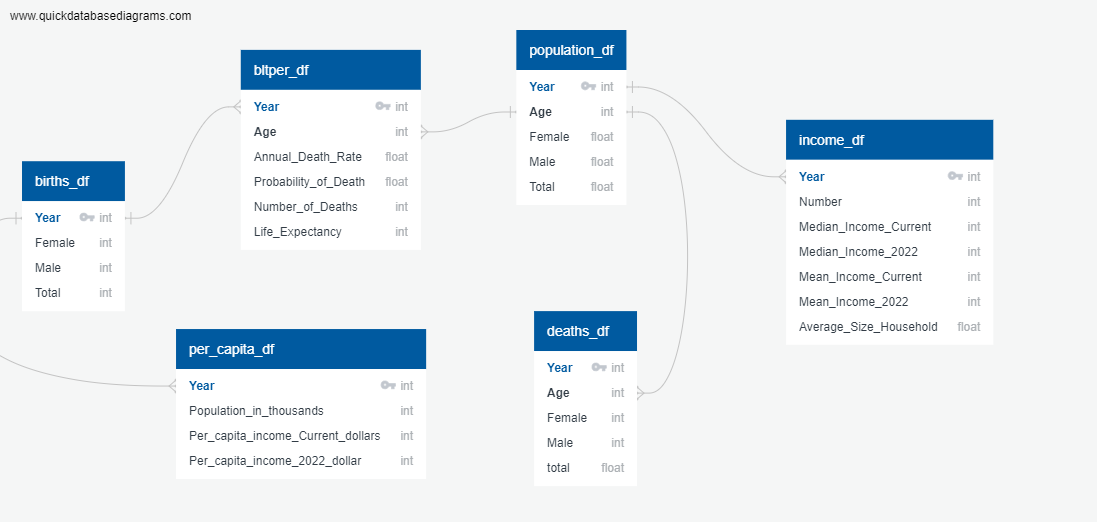 www.quickdatabasediagrams.com
births_df
Year int
Female int
Male int
Total int
bltper_df
Year int
Age int
Annual_Death_Rate float
Probability_of_Death float
Number_of_Deaths int
Life_Expectancy int
per_capita_df
Year int
Population_in_thousands int
Per_capita_income_Current_dollars int
Per_capita_income_2022_dollar int
population_df
Year int
Age int
Female float
Male float
Total float
deaths_df
Year int
Age int
Female int
Male int
total float
income_df
Year int
Number int
Median_Income_Current int
Median_Income_2022 int
Mean_Income_Current int
Mean_Income_2022 int
Average_Size_Household float